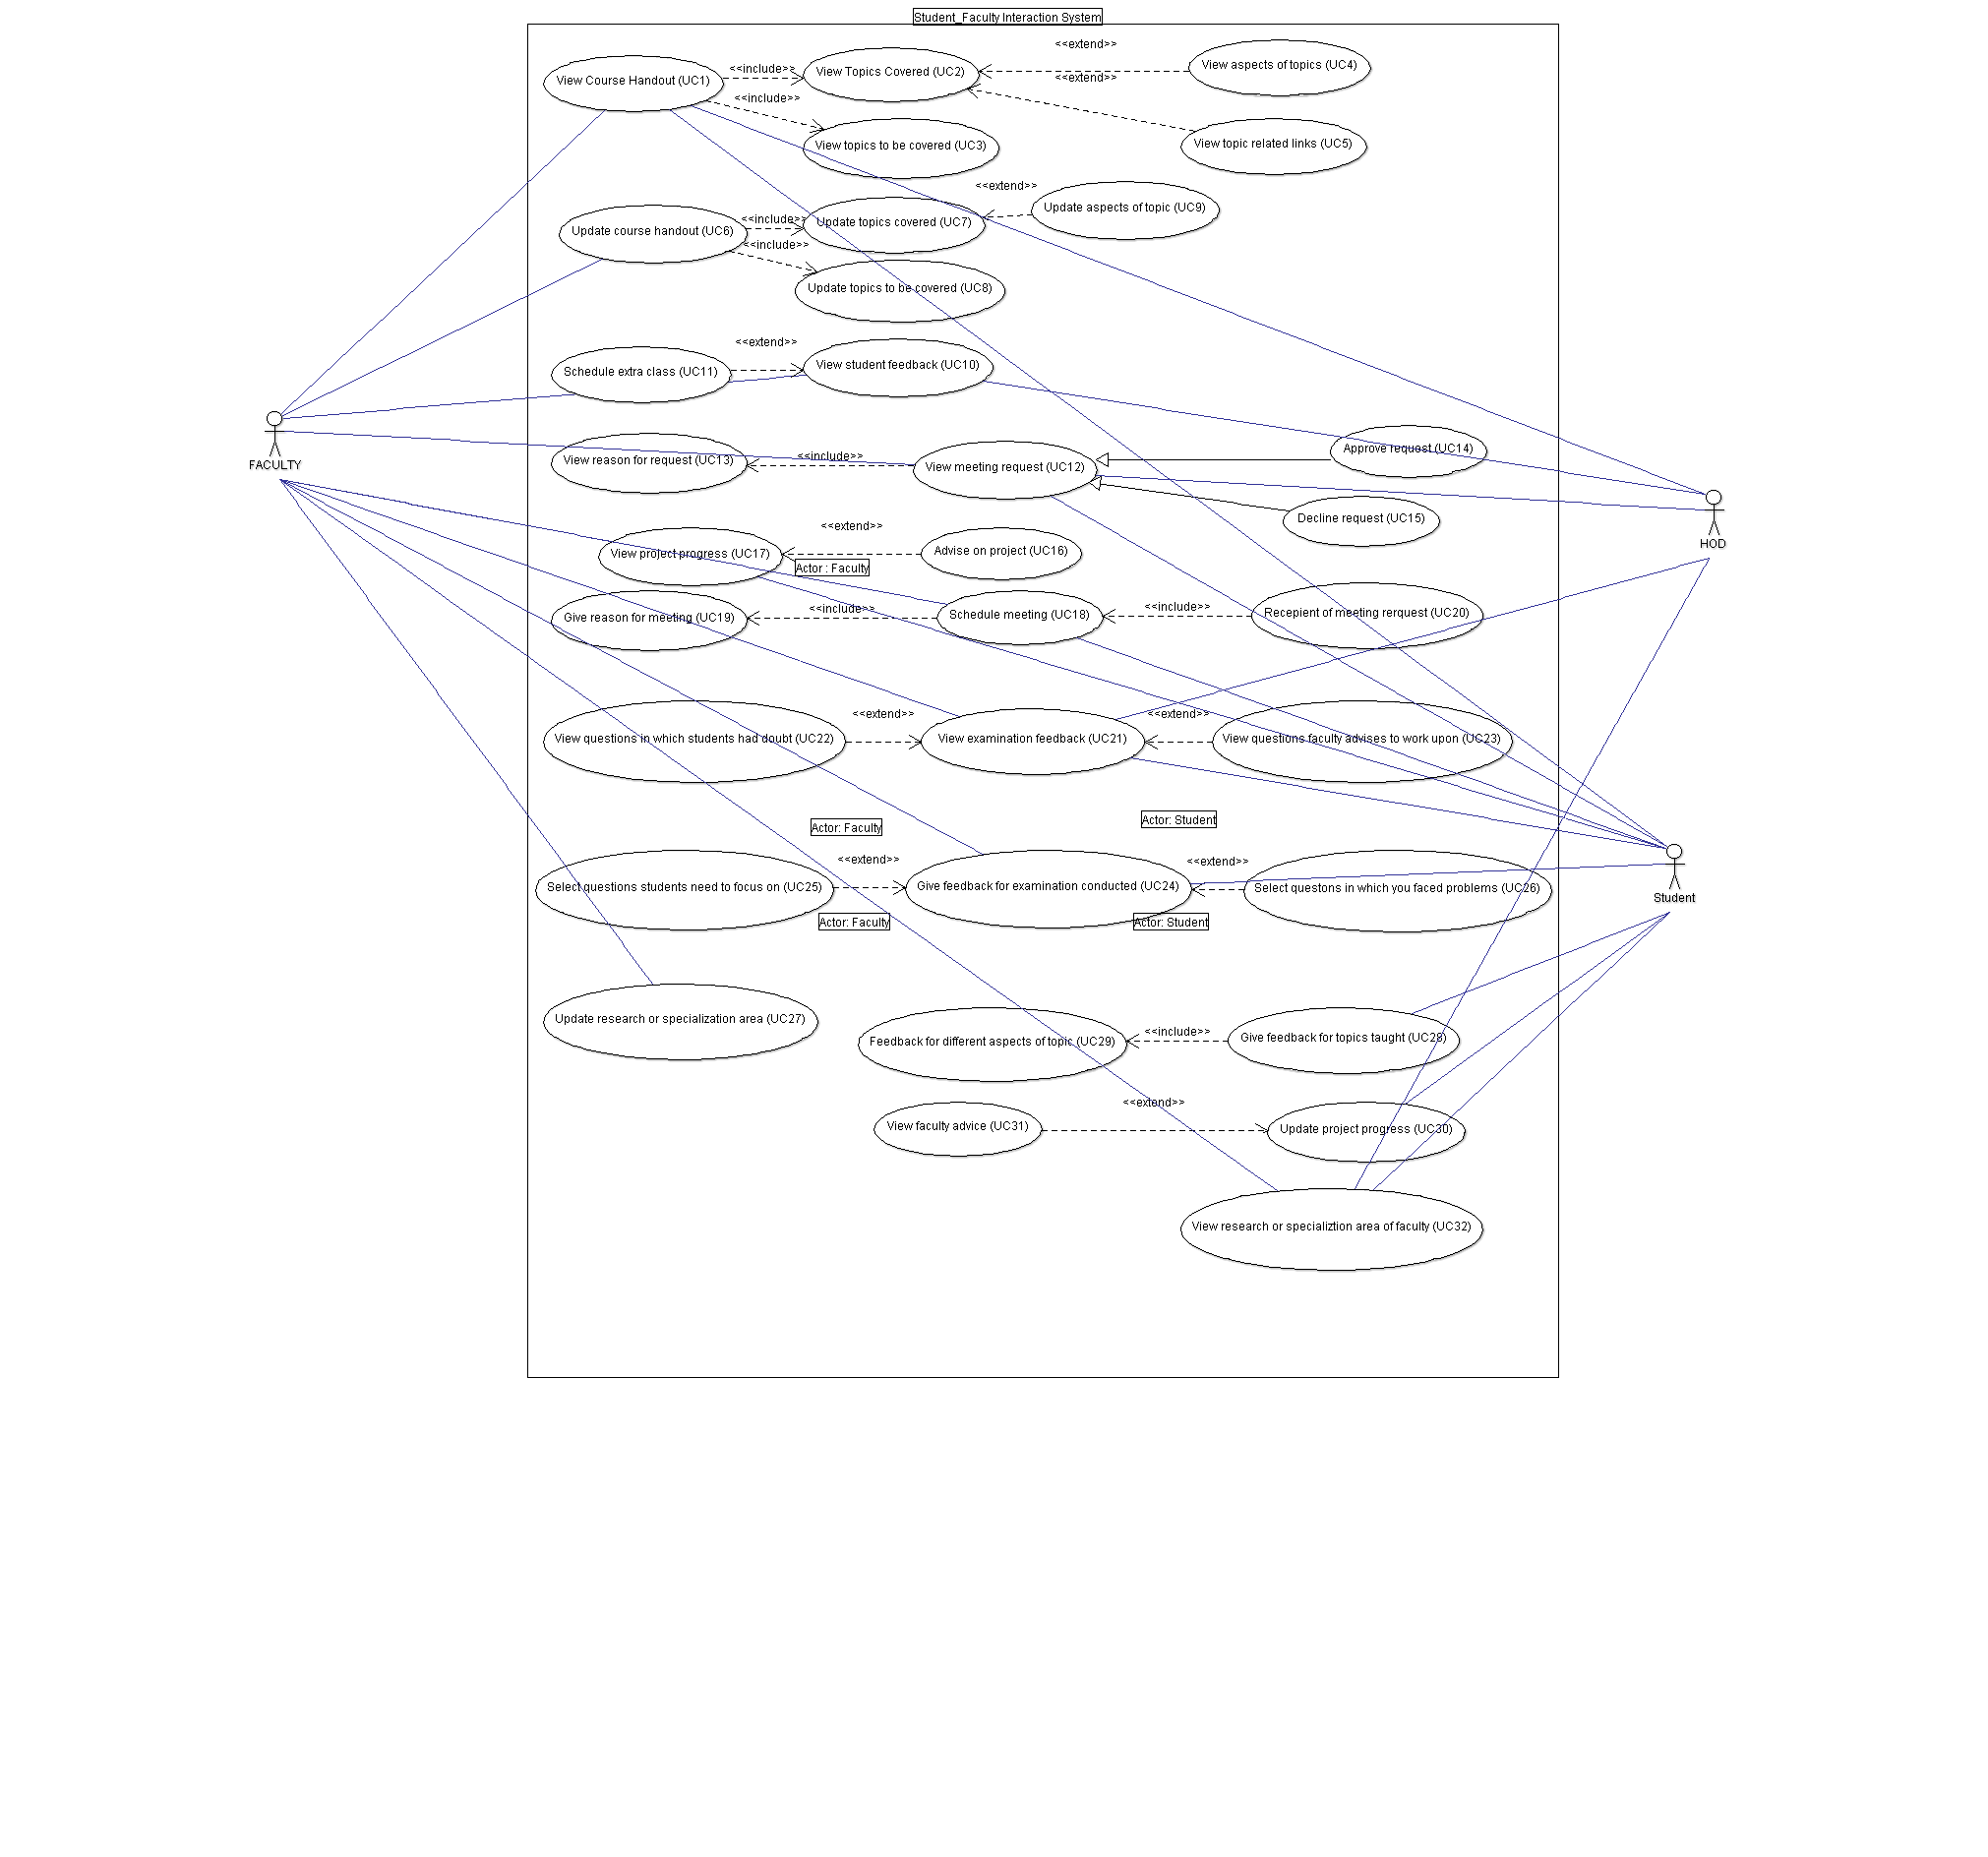 Student_Faculty Interaction System
<<extend>>
View Course Handout (UC1)
<<include>>
View Topics Covered (UC2)
<<extend>>
View aspects of topics (UC4)
<<include>>
View topics to be covered (UC3)
View topic related links (UC5)
<<extend>>
Update course handout (UC6)
<<include>>
Update topics covered (UC7)
Update aspects of topic (UC9)
<<include>>
Update topics to be covered (UC8)
<<extend>>
Schedule extra class (UC11)
View student feedback (UC10)
FACULTY
View reason for request (UC13)
<<include>>
View meeting request (UC12)
Approve request (UC14)
Decline request (UC15)
HOD
<<extend>>
View project progress (UC17)
Advise on project (UC16)
Actor : Faculty
Give reason for meeting (UC19)
<<include>>
Schedule meeting (UC18)
<<include>>
Recepient of meeting rerquest (UC20)
<<extend>>
<<extend>>
View questions in which students had doubt (UC22)
View examination feedback (UC21)
View questions faculty advises to work upon (UC23)
Actor: Faculty
Actor: Student
<<extend>>
<<extend>>
Select questions students need to focus on (UC25)
Give feedback for examination conducted (UC24)
Select questons in which you faced problems (UC26)
Student
Actor: Faculty
Actor: Student
Update research or specialization area (UC27)
Feedback for different aspects of topic (UC29)
<<include>>
Give feedback for topics taught (UC28)
<<extend>>
View faculty advice (UC31)
Update project progress (UC30)
View research or specializtion area of faculty (UC32)